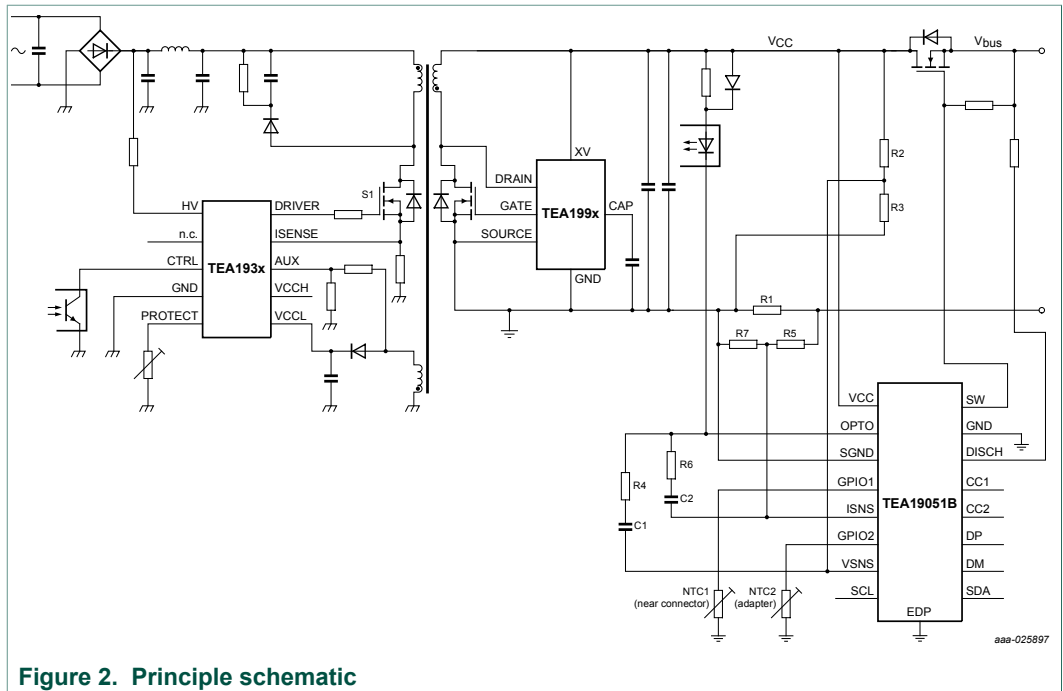 VCC
Vbus
R2
R3
XV
DRAIN
GATE
SOURCE
TEA199x
CAP
GND
S1
HV
n.c.
CTRL
GND
PROTECT
TEA193x
DRIVER
ISENSE
AUX
VCCH
VCCL
R1
R7
R5
R4
C1
R6
C2
VCC
OPTO
SGND
GPIO1
ISNS
GPIO2
VSNS
SCL
TEA19051B
SW
GND
DISCH
CC1
CC2
DP
DM
SDA
EDP
NTC1
(near connector)
NTC2
(adapter)
aaa-025897
Figure 2. Principle schematic